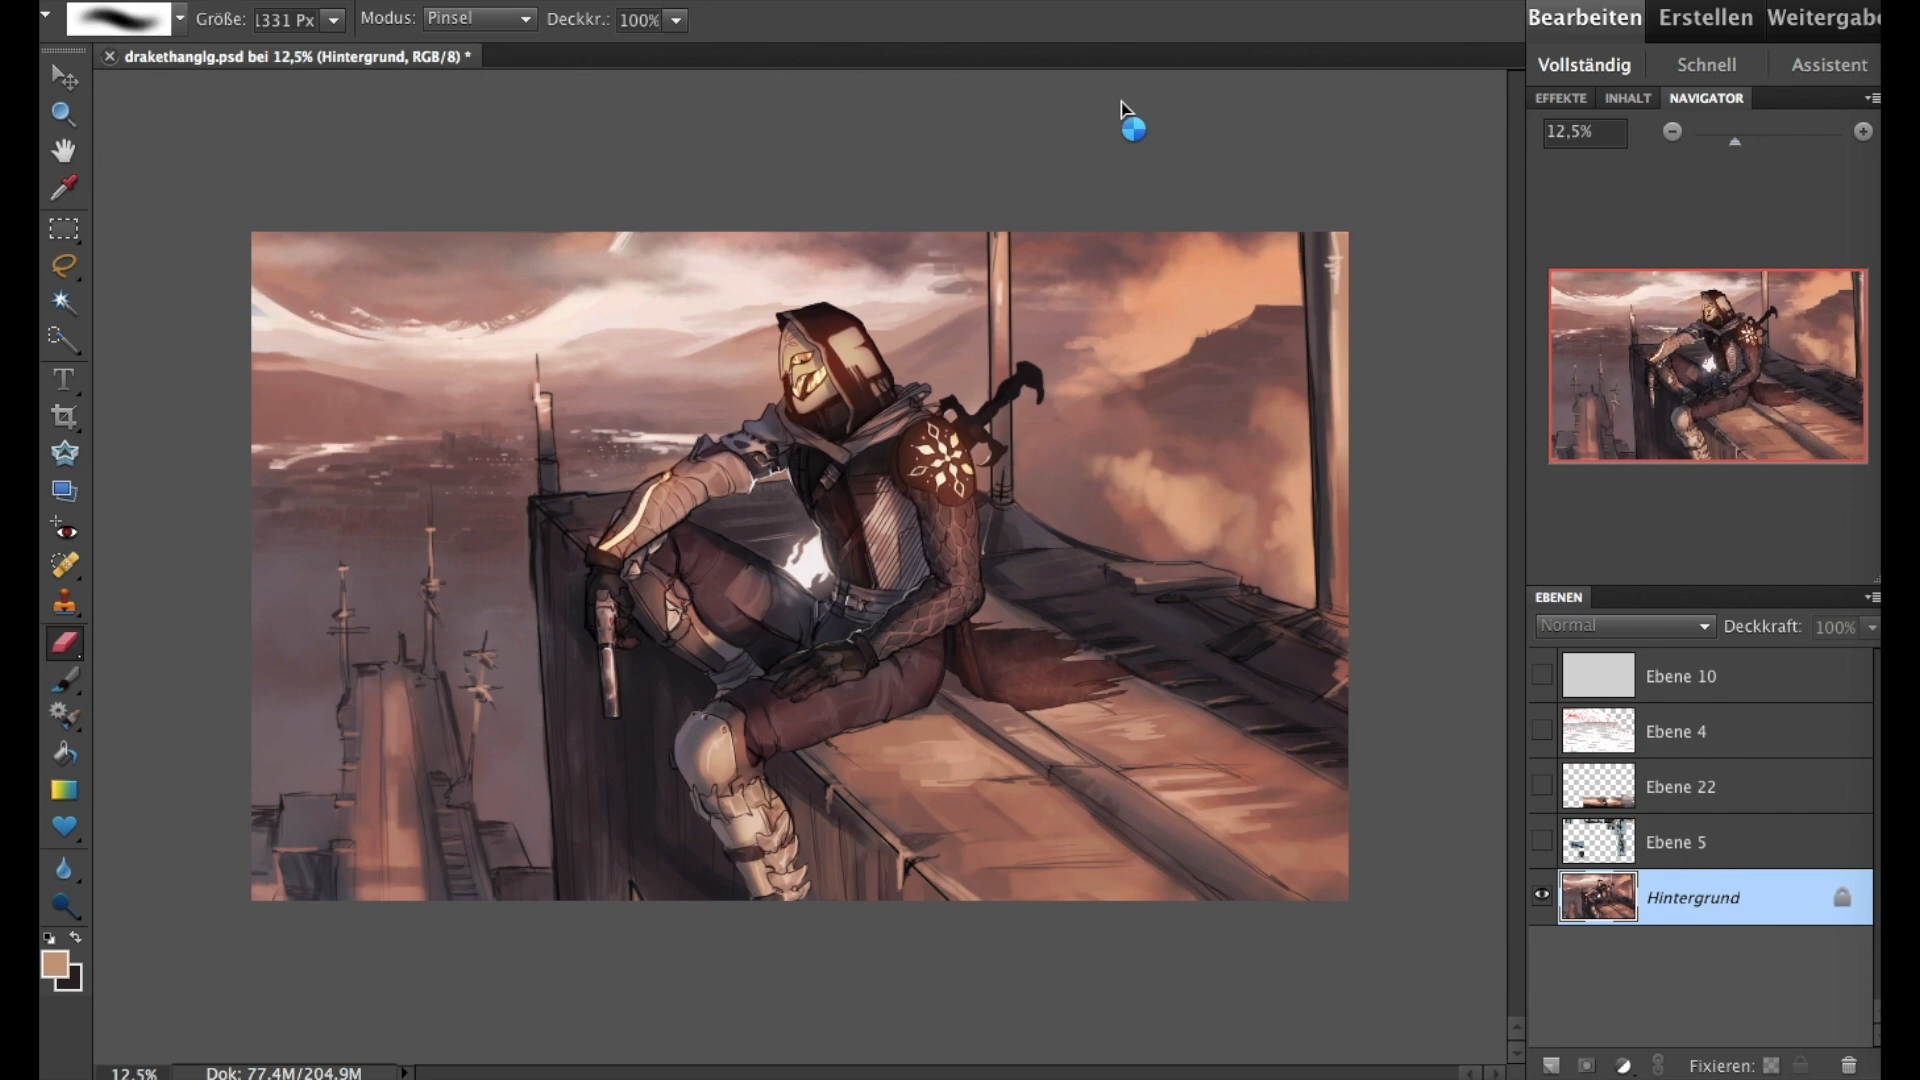 Größe: 1331 Px
Modus: Pinsel
Deckkr.: 100%
Bearbeiten Erstellen Weitergabe
drakethanglg.psd bei 12,5% (Hintergrund, RGB/8) *
Vollständig Schnell Assistent
EFFEKTE INHALT NAVIGATOR
12,5%
T
EBENEN
Normal Deckkraft: 100%
Ebene 10
Ebene 4
Ebene 22
Ebene 5
Hintergrund
Fixieren:
12,5% Dok: 77,4M/204,9M